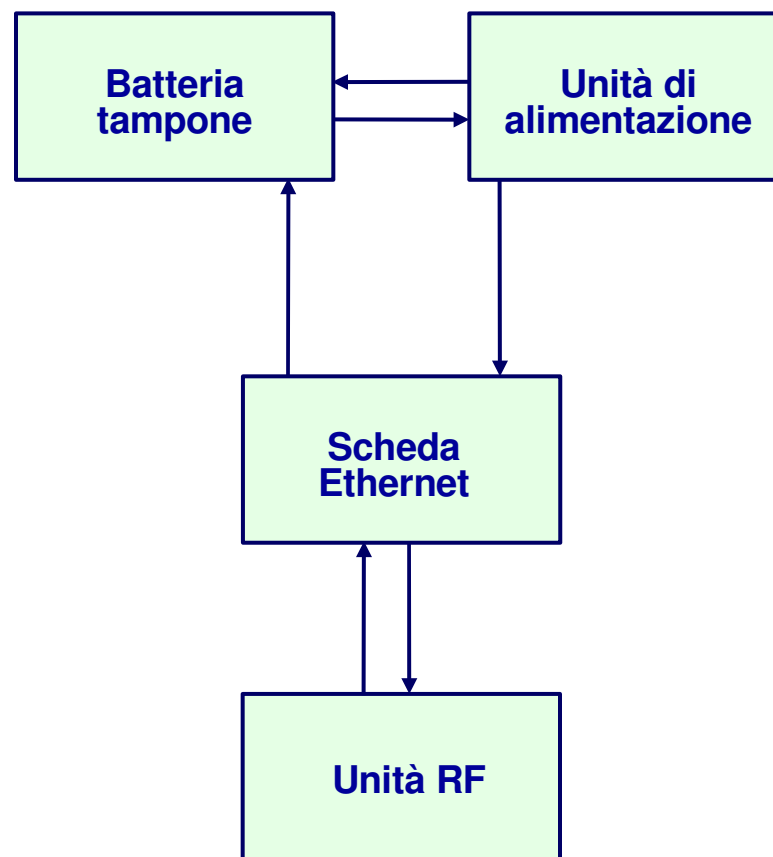 Batteria
tampone
Unità di
alimentazione
Scheda
Ethernet
Unità RF